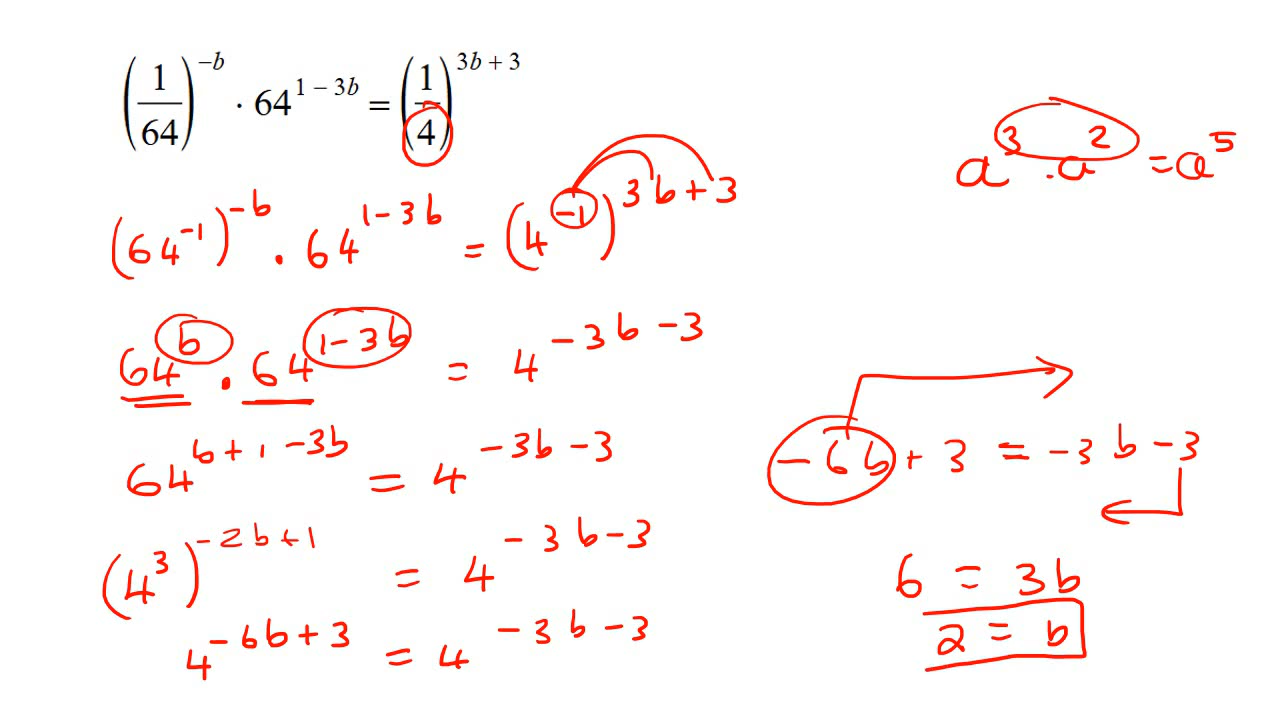 (1/64)^(-b) · 64^(1 - 3b) = (1/4)^(3b + 3)
a^3 · a^2 = a^5
(64^(-1))^(-b) · 64^(1-3b) = (4^(-1))^(3b+3)
64^b · 64^(1-3b) = 4^(-3b-3)
64^(b+1-3b) = 4^(-3b-3)
(4^3)^(-2b+1) = 4^(-3b-3)
4^(-6b+3) = 4^(-3b-3)
-6b + 3 = -3b - 3
6 = 3b
2 = b